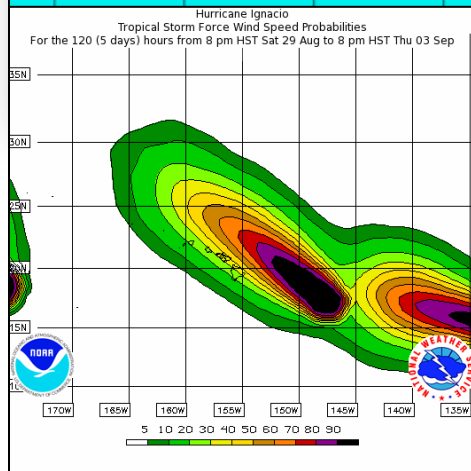 Hurricane Ignacio
Tropical Storm Force Wind Speed Probabilities
For the 120 (5 days) hours from 8 pm HST Sat 29 Aug to 8 pm HST Thu 03 Sep
35N
30N
25N
20N
15N
NOAA
NATIONAL WEATHER SERVICE
170W 165W 160W 155W 150W 145W 140W 135W
5 10 20 30 40 50 60 70 80 90